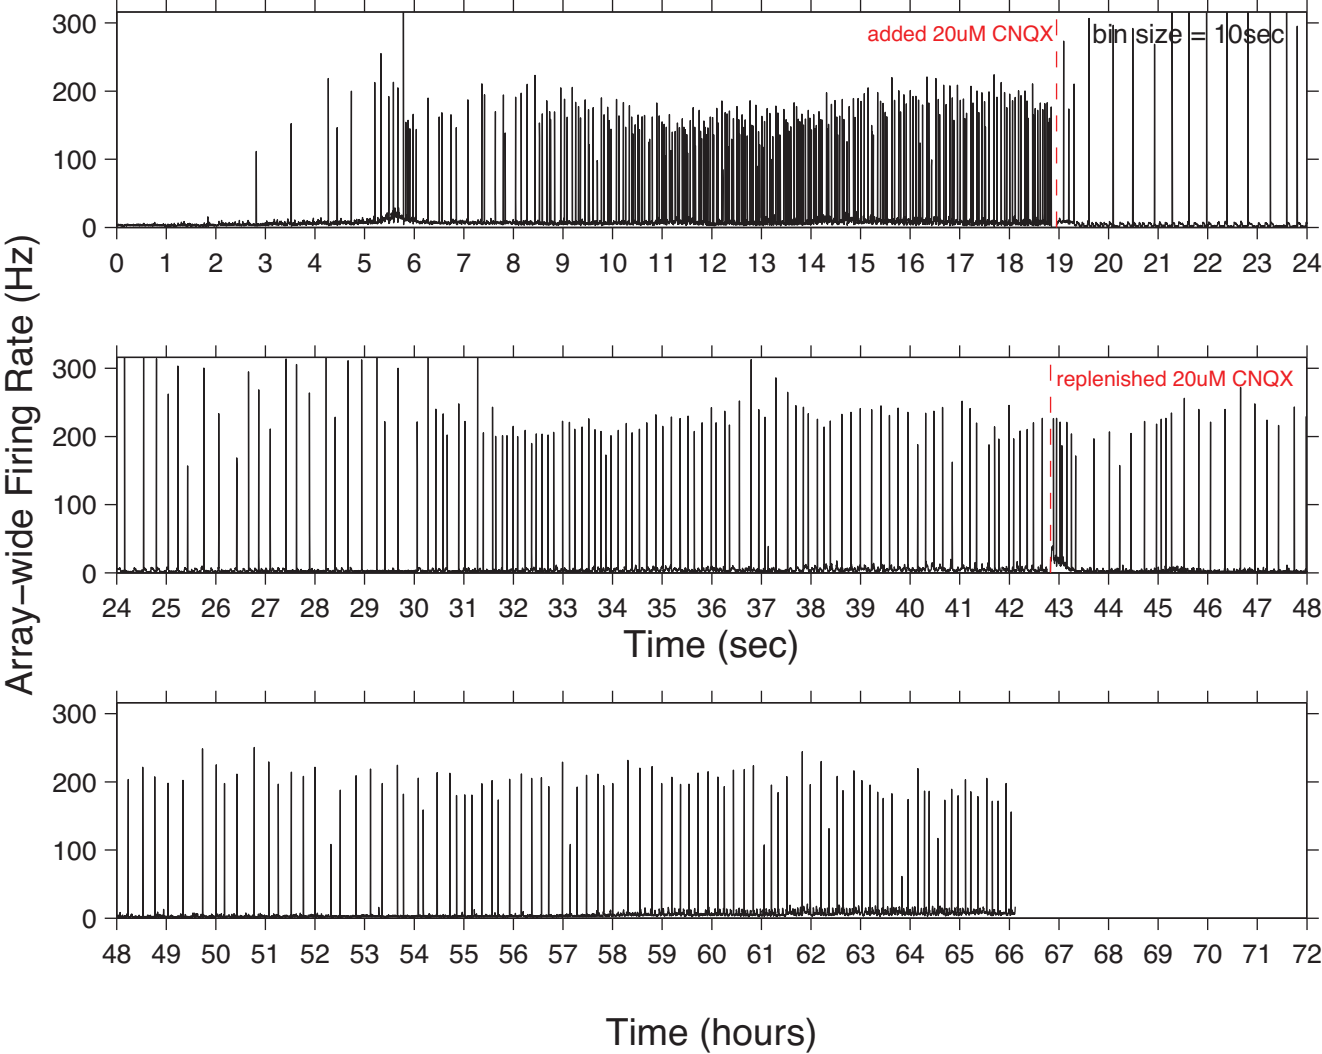 300
200
100
0
added 20uM CNQX
bin size = 10sec
0 1 2 3 4 5 6 7 8 9 10 11 12 13 14 15 16 17 18 19 20 21 22 23 24
Array-wide Firing Rate (Hz)
300
200
100
0
replenished 20uM CNQX
24 25 26 27 28 29 30 31 32 33 34 35 36 37 38 39 40 41 42 43 44 45 46 47 48
Time (sec)
300
200
100
0
48 49 50 51 52 53 54 55 56 57 58 59 60 61 62 63 64 65 66 67 68 69 70 71 72
Time (hours)